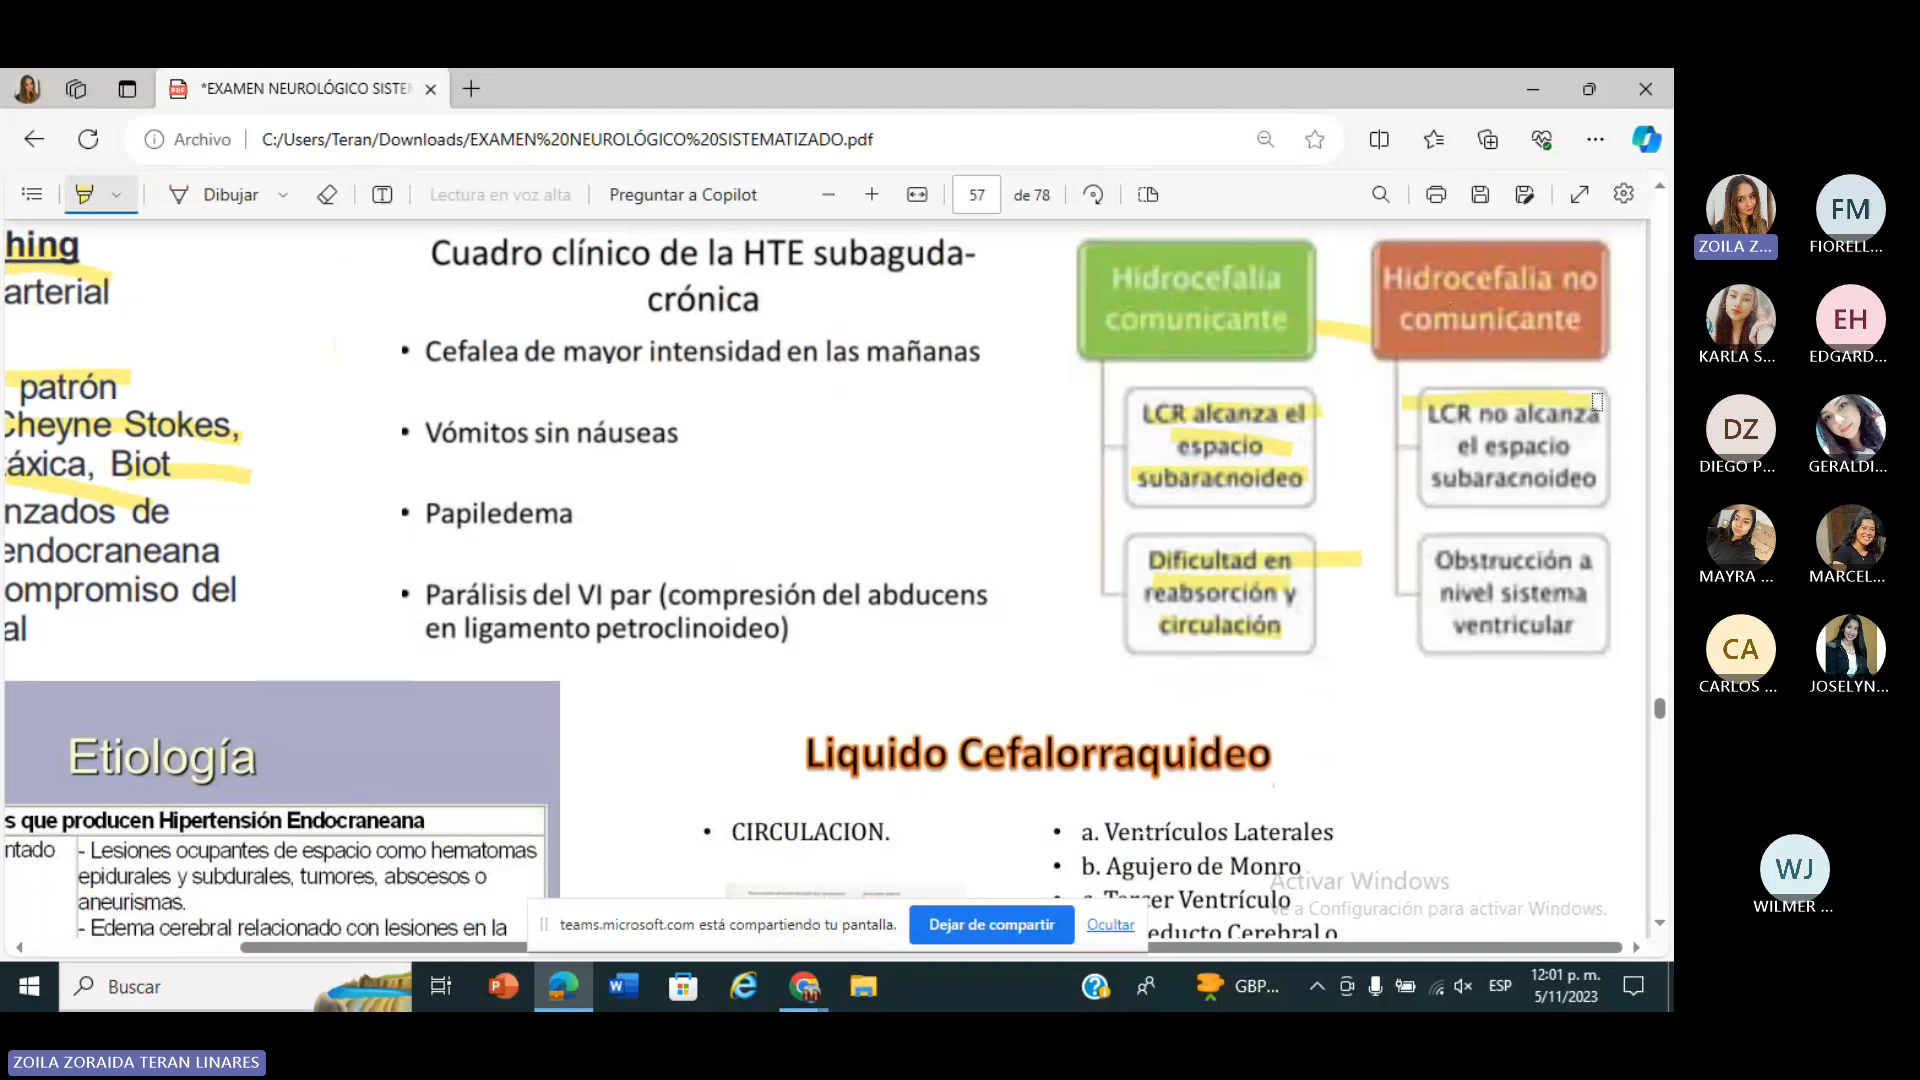 *EXAMEN NEUROLÓGICO SISTEM
Archivo
C:/Users/Teran/Downloads/EXAMEN%20NEUROLÓGICO%20SISTEMATIZADO.pdf
Dibujar
Lectura en voz alta
Preguntar a Copilot
57
de 78
hing
arterial
patrón
Cheyne Stokes,
táxica, Biot
nzados de
endocraneana
ompromiso del
al
Cuadro clínico de la HTE subaguda-
crónica
• Cefalea de mayor intensidad en las mañanas
• Vómitos sin náuseas
• Papiledema
• Parálisis del VI par (compresión del abducens
en ligamento petroclinoideo)
Hidrocefalia
comunicante
LCR alcanza el
espacio
subaracnoideo
Dificultad en
reabsorción y
circulación
Hidrocefalia no
comunicante
LCR no alcanza
el espacio
subaracnoideo
Obstrucción a
nivel sistema
ventricular
Etiología
s que producen Hipertensión Endocraneana
ntado
- Lesiones ocupantes de espacio como hematomas
epidurales y subdurales, tumores, abscesos o
aneurismas.
- Edema cerebral relacionado con lesiones en la
Liquido Cefalorraquideo
• CIRCULACION.
• a. Ventrículos Laterales
• b. Agujero de Monro
• c. Tercer Ventrículo
educto Cerebral o
Activar Windows
Ve a Configuración para activar Windows.
teams.microsoft.com está compartiendo tu pantalla.
Dejar de compartir
Ocultar
Buscar
GBP...
ESP
12:01 p. m.
5/11/2023
ZOILA Z...
FM
FIORELL...
KARLA S...
EH
EDGARD...
DZ
DIEGO P...
GERALDI...
MAYRA ...
MARCEL...
CA
CARLOS ...
JOSELYN...
WJ
WILMER ...
ZOILA ZORAIDA TERAN LINARES